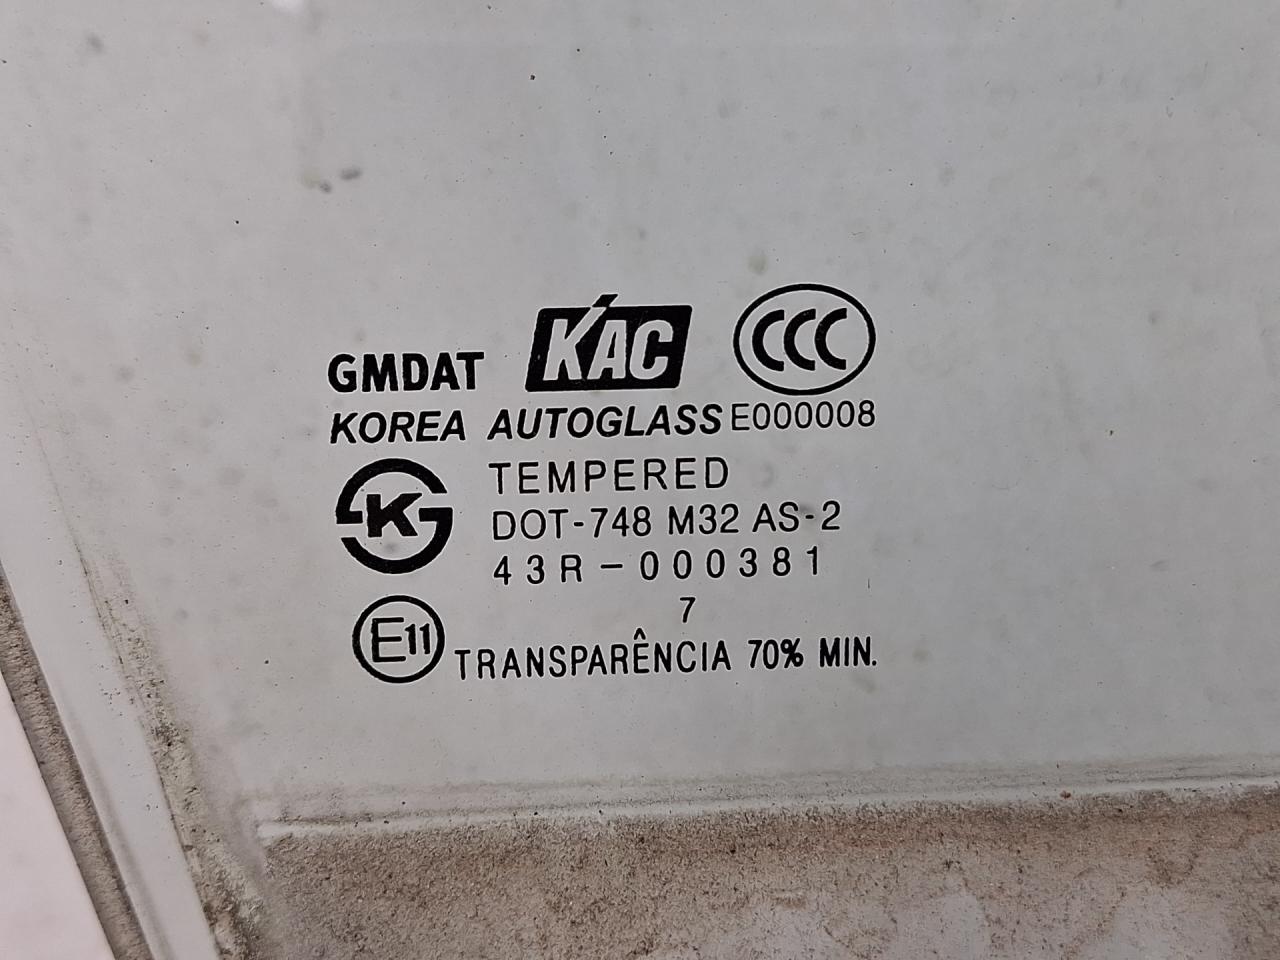 GMDAT KAC CCC
KOREA AUTOGLASS E000008
K TEMPERED
DOT-748 M32 AS-2
43R-000381
7
E11 TRANSPARÊNCIA 70% MIN.